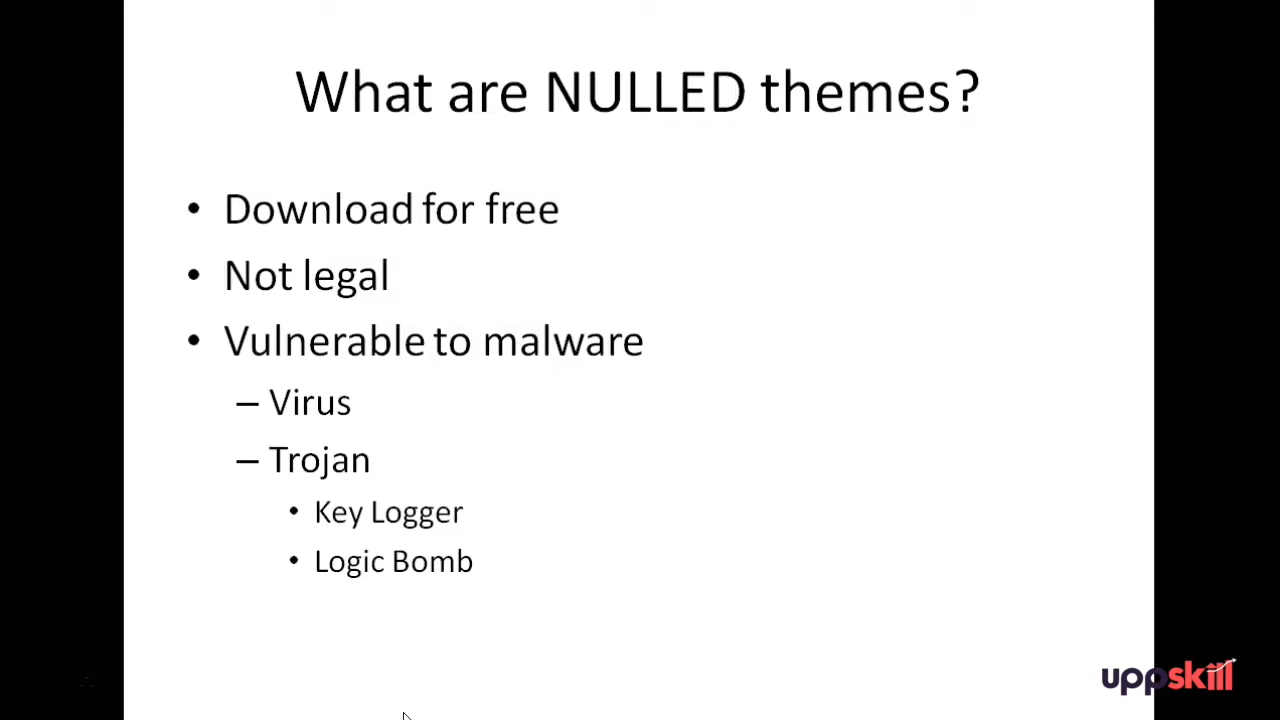 What are NULLED themes?
• Download for free
• Not legal
• Vulnerable to malware
– Virus
– Trojan
• Key Logger
• Logic Bomb
uppskill